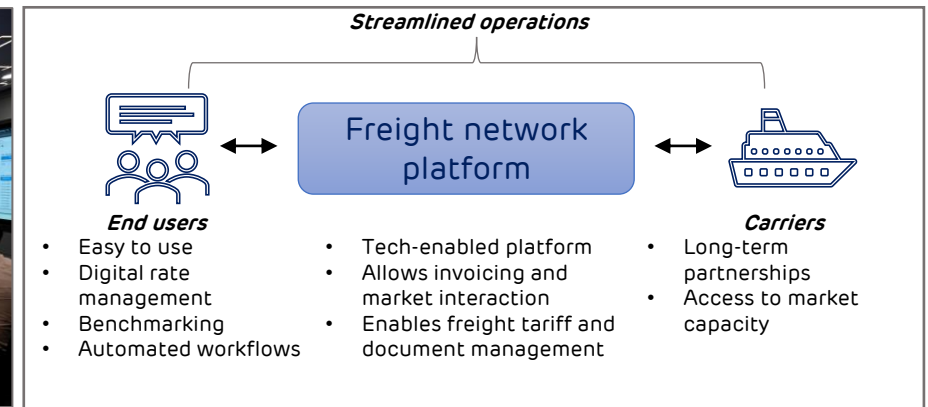 Streamlined operations
Freight network
platform
End users
• Easy to use
• Digital rate
management
• Benchmarking
• Automated workflows
• Tech-enabled platform
• Allows invoicing and
market interaction
• Enables freight tariff and
document management
Carriers
• Long-term
partnerships
• Access to market
capacity